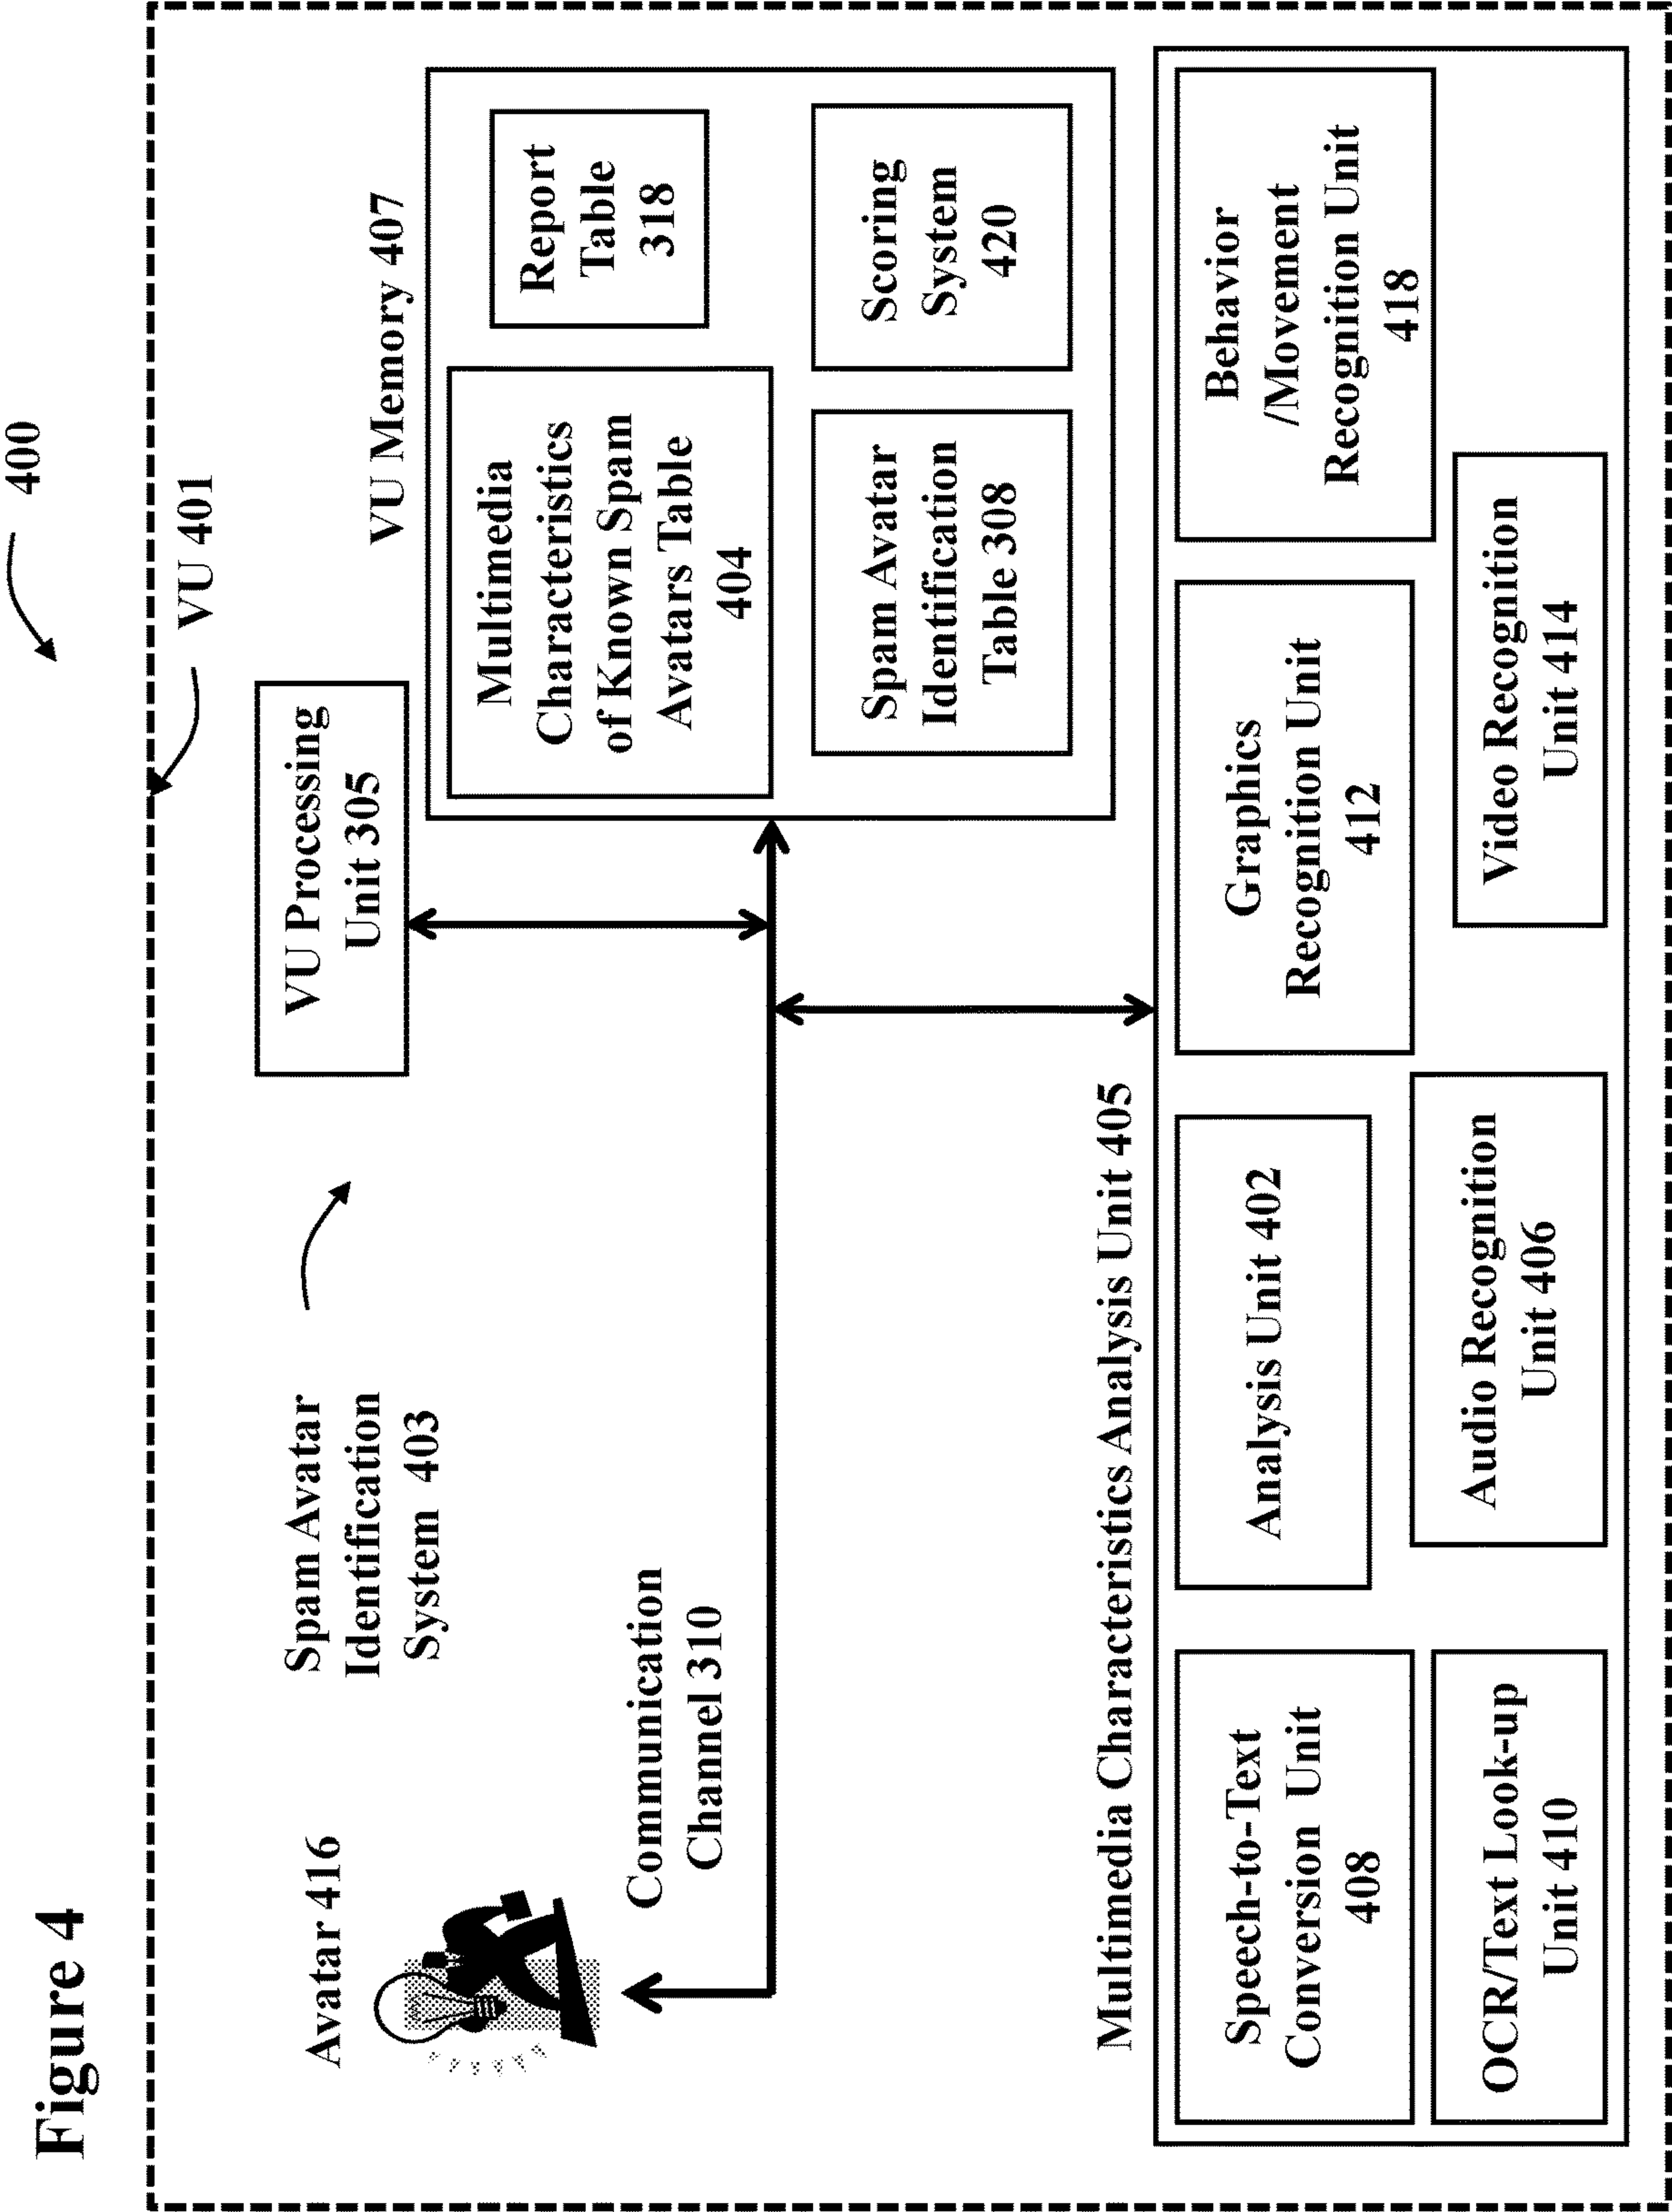 Figure 4
400
VU 401
VU Processing
Unit 305
VU Memory 407
Multimedia
Characteristics
of Known Spam
Avatars Table
404
Report
Table
318
Spam Avatar
Identification
Table 308
Scoring
System
420
Avatar 416
Spam Avatar
Identification
System 403
Communication
Channel 310
Multimedia Characteristics Analysis Unit 405
Speech-to-Text
Conversion Unit
408
Analysis Unit 402
Graphics
Recognition Unit
412
Behavior
/Movement
Recognition Unit
418
OCR/Text Look-up
Unit 410
Audio Recognition
Unit 406
Video Recognition
Unit 414